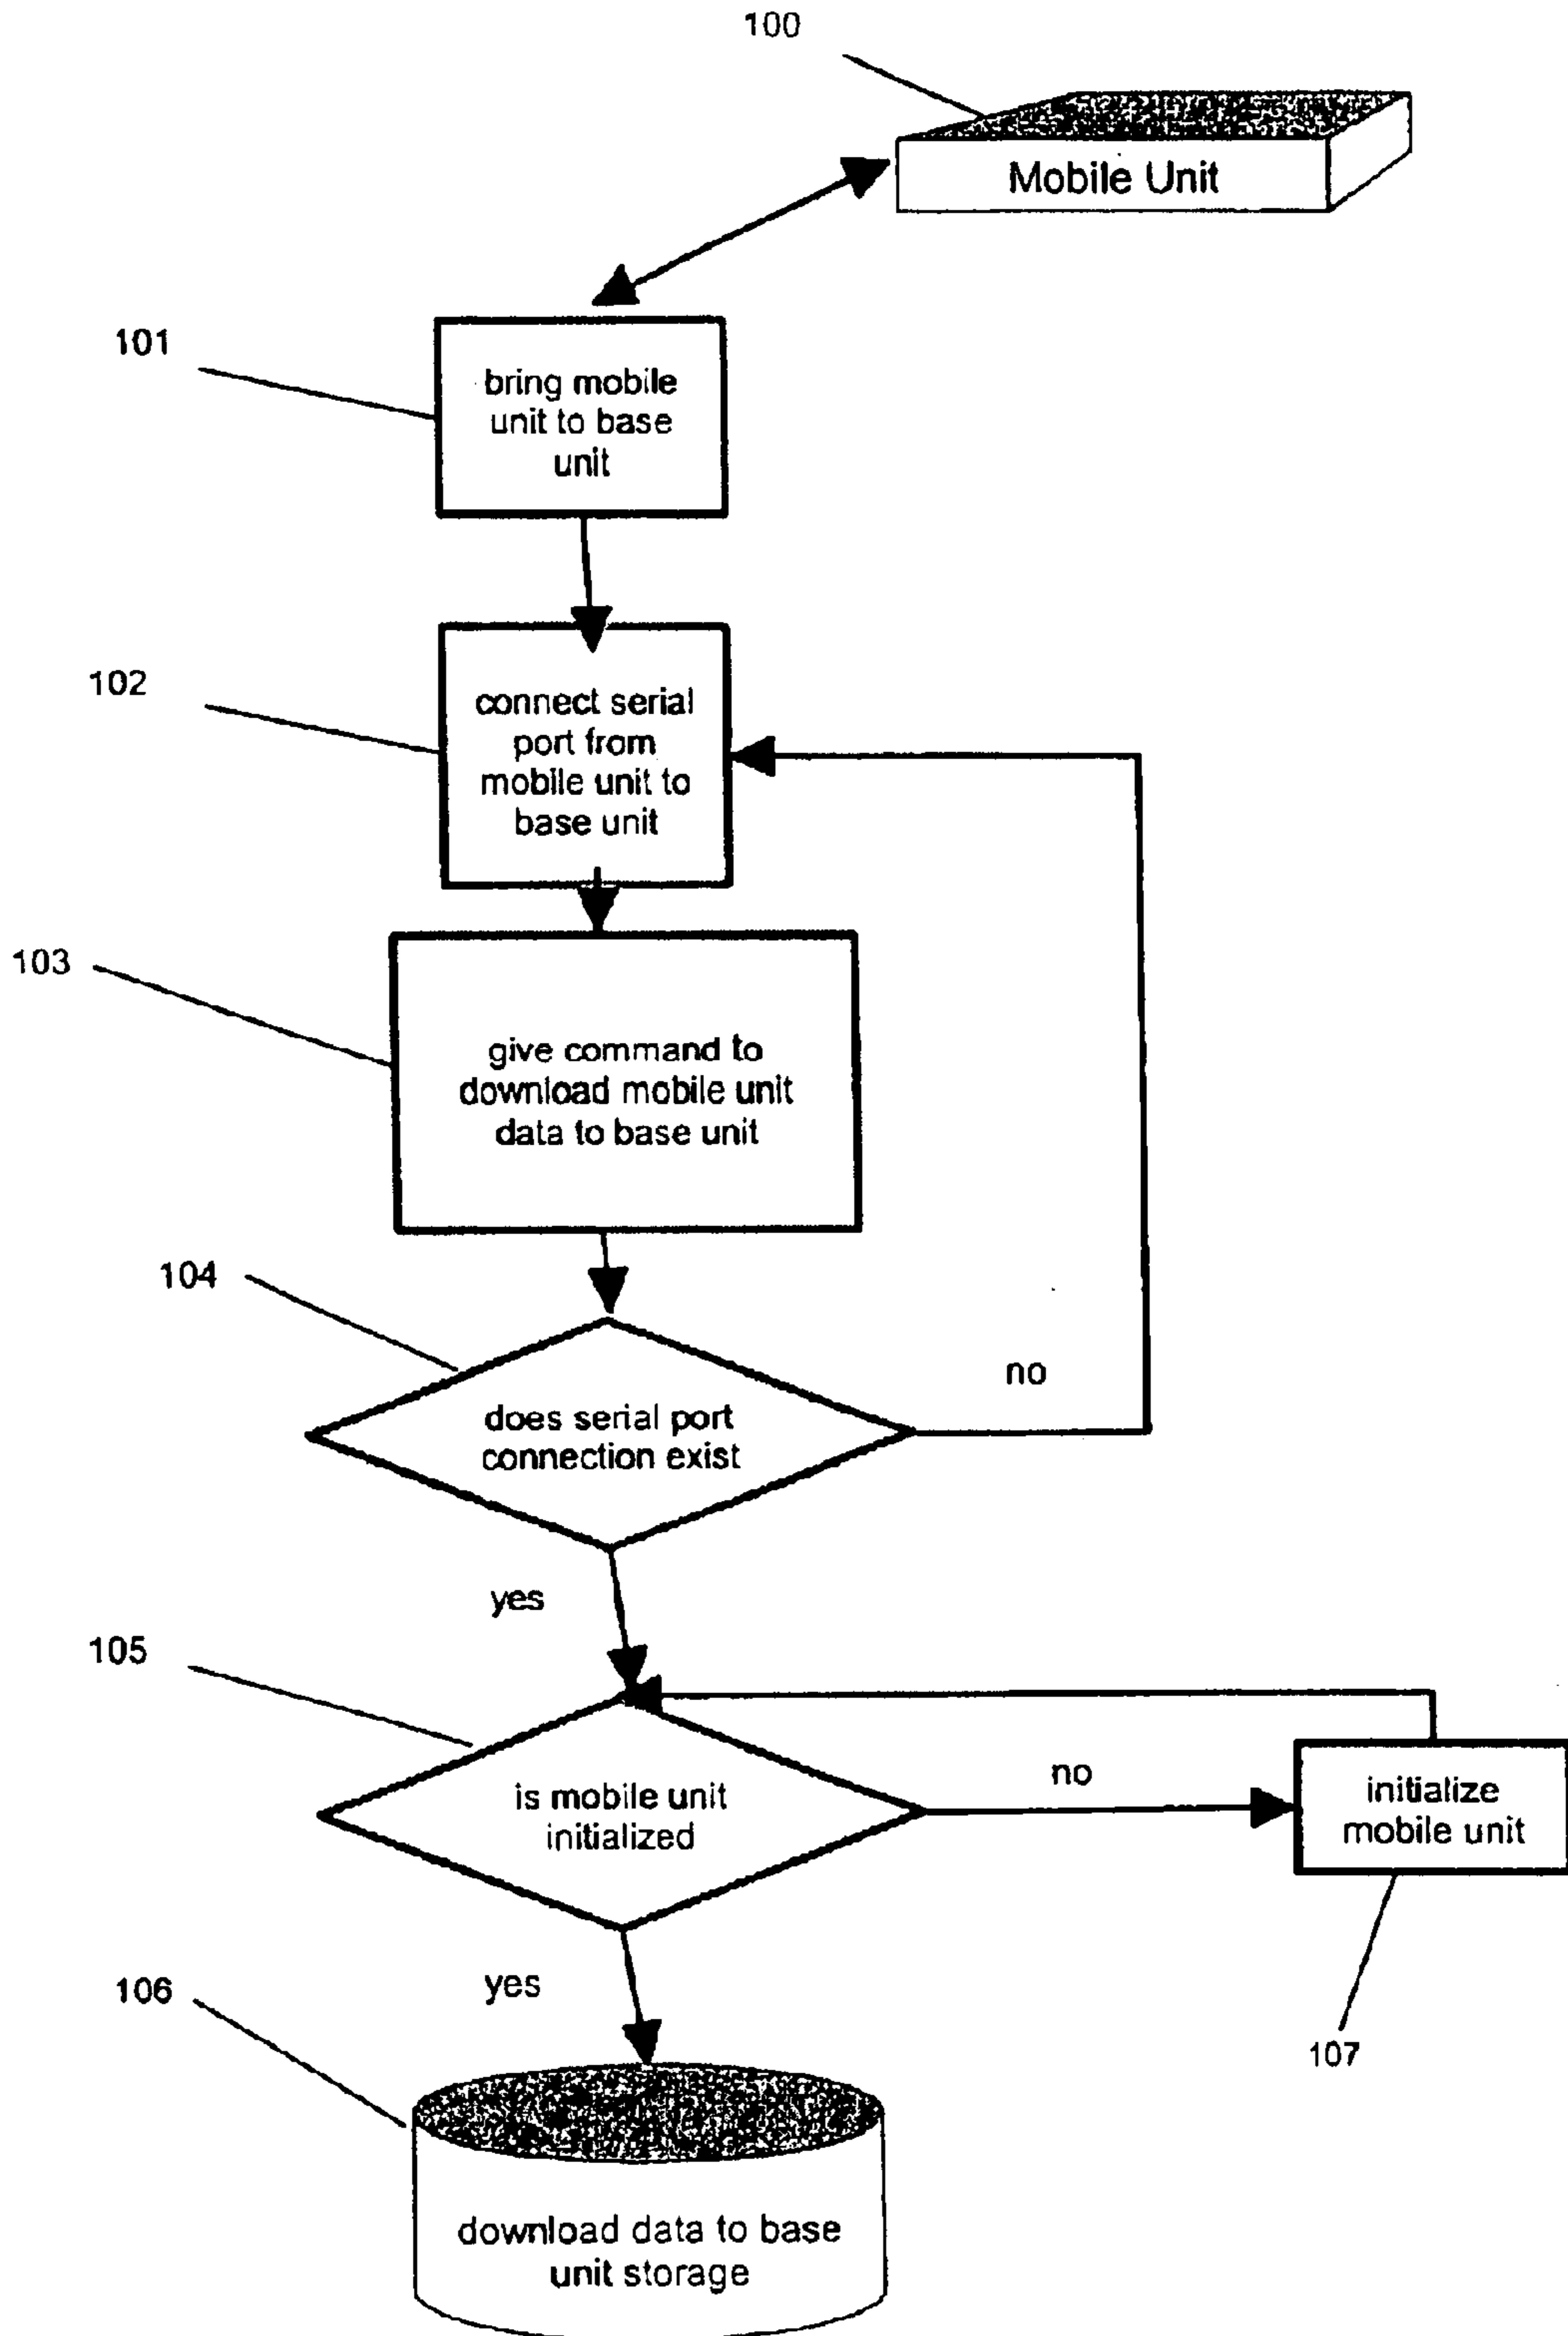 100
Mobile Unit
101
bring mobile
unit to base
unit
102
connect serial
port from
mobile unit to
base unit
103
give command to
download mobile unit
data to base unit
104
does serial port
connection exist
no
yes
105
is mobile unit
initialized
no
initialize
mobile unit
107
yes
106
download data to base
unit storage